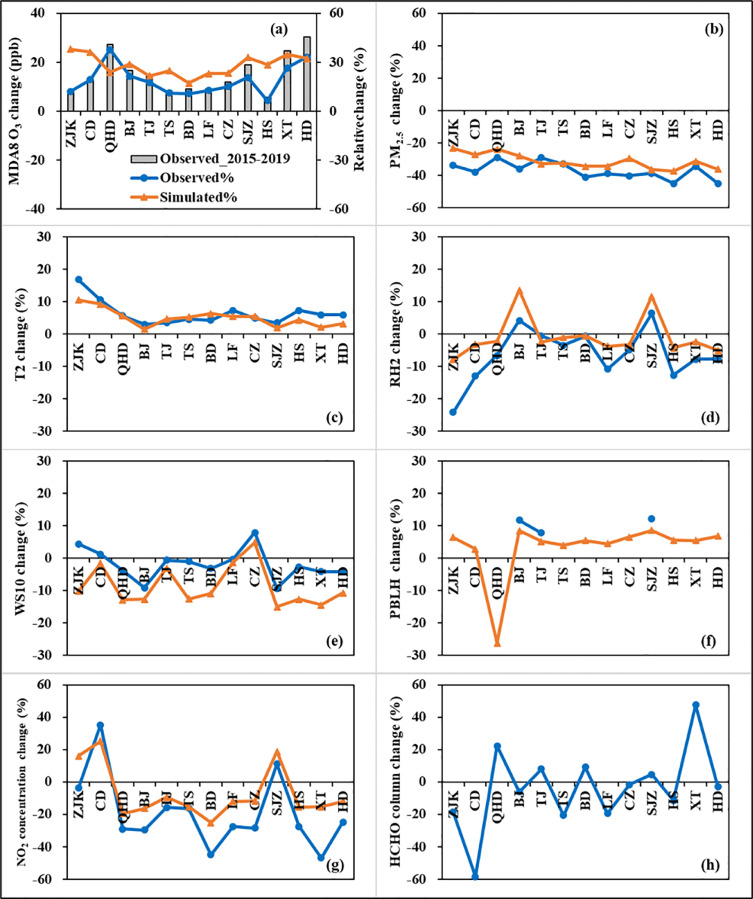 MDA8 O3 change (ppb)
40
20
0
-20
-40
(a)
60
30
0
-30
-60
Relativechange (%)
ZJK CD QHD BJ TJ TS BD LF CZ SJZ HS XT HD
Observed_2015-2019
Observed%
Simulated%
PM2.5 change (%)
60
40
20
0
-20
-40
-60
(b)
ZJK CD QHD BJ TJ TS BD LF CZ SJZ HS XT HD
T2 change (%)
30
20
10
0
-10
-20
-30
ZJK CD QHD BJ TJ TS BD LF CZ SJZ HS XT HD
(c)
RH2 change (%)
30
20
10
0
-10
-20
-30
ZJK CD QHD BJ TJ TS BD LF CZ SJZ HS XT HD
(d)
WS10 change (%)
30
20
10
0
-10
-20
-30
ZJK CD QHD BJ TJ TS BD LF CZ SJZ HS XT HD
(e)
PBLH change (%)
30
20
10
0
-10
-20
-30
ZJK CD QHD BJ TJ TS BD LF CZ SJZ HS XT HD
(f)
NO2 concentration change (%)
60
40
20
0
-20
-40
-60
ZJK CD QHD BJ TJ TS BD LF CZ SJZ HS XT HD
(g)
HCHO column change (%)
60
40
20
0
-20
-40
-60
ZJK CD QHD BJ TJ TS BD LF CZ SJZ HS XT HD
(h)